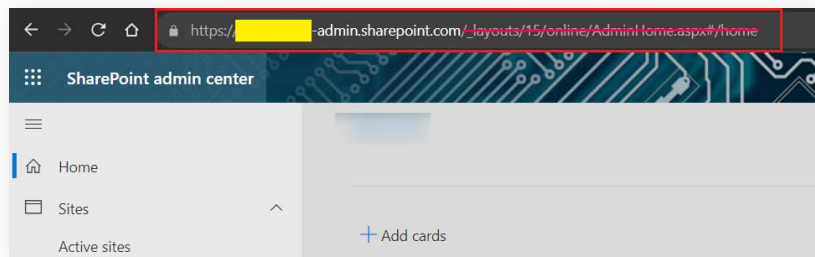 https:// -admin.sharepoint.com/_layouts/15/online/AdminHome.aspx#/home
SharePoint admin center
Home
Sites
Active sites
Add cards